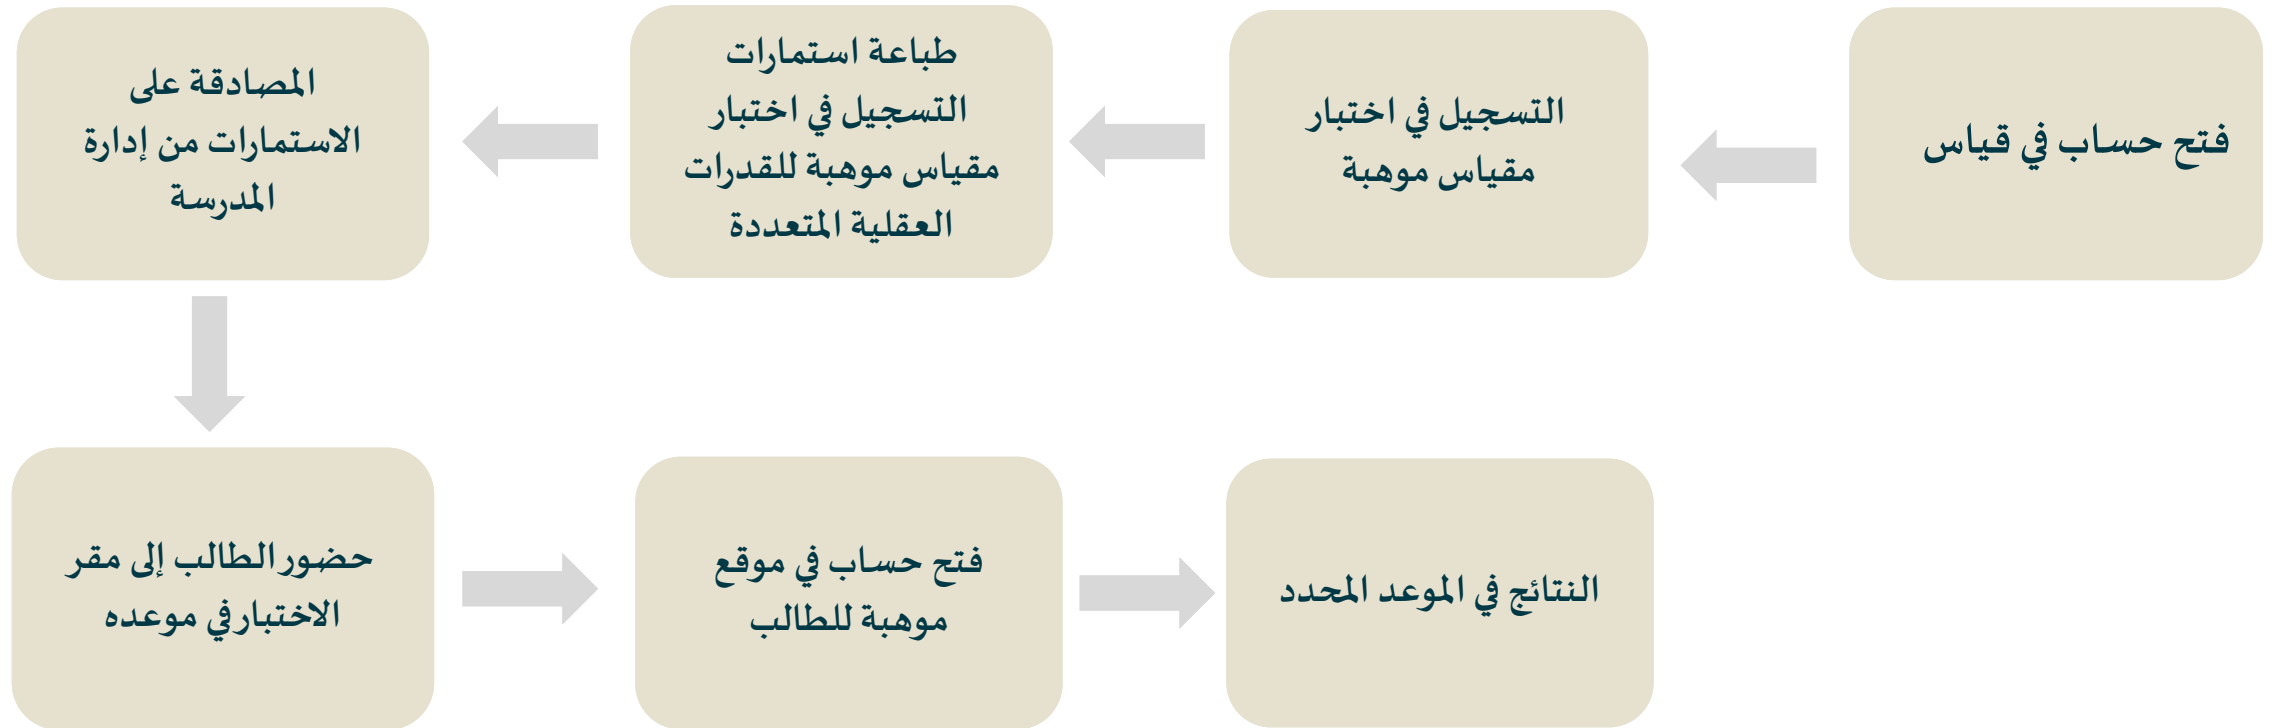 فتح حساب في قياس
التسجيل في اختبار
مقياس موهبة
طباعة استمارات
التسجيل في اختبار
مقياس موهبة للقدرات
العقلية المتعددة
المصادقة على
الاستمارات من إدارة
المدرسة
حضور الطالب إلى مقر
الاختبار في موعده
فتح حساب في موقع
موهبة للطالب
النتائج في الموعد المحدد